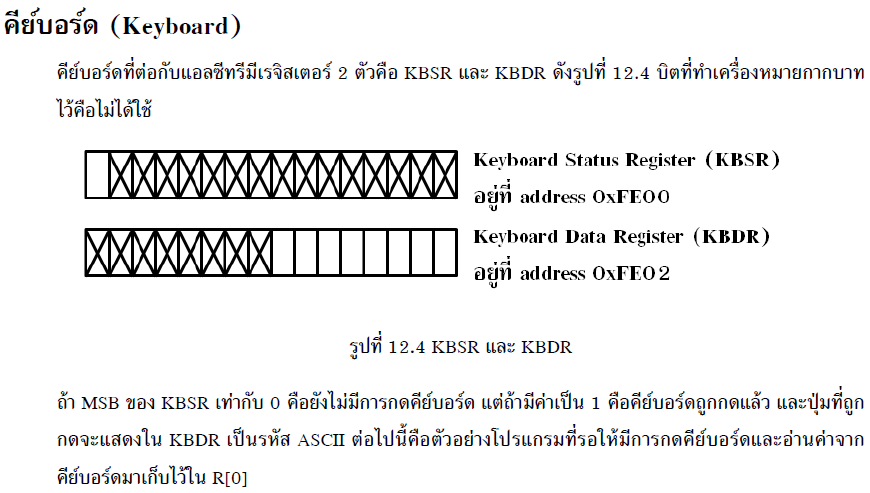 คีย์บอร์ด (Keyboard)
คีย์บอร์ดที่ต่อกับแอลซีทรีมีเรจิสเตอร์ 2 ตัวคือ KBSR และ KBDR ดังรูปที่ 12.4 บิตที่ทำเครื่องหมายกากบาท
ไว้คือไม่ได้ใช้
Keyboard Status Register (KBSR)
อยู่ที่ address 0xFE00
Keyboard Data Register (KBDR)
อยู่ที่ address 0xFE02
รูปที่ 12.4 KBSR และ KBDR
ถ้า MSB ของ KBSR เท่ากับ 0 คือยังไม่มีการกดคีย์บอร์ด แต่ถ้ามีค่าเป็น 1 คือคีย์บอร์ดถูกกดแล้ว และปุ่มที่ถูก
กดจะแสดงใน KBDR เป็นรหัส ASCII ต่อไปนี้คือตัวอย่างโปรแกรมที่รอให้มีการกดคีย์บอร์ดและอ่านค่าจาก
คีย์บอร์ดมาเก็บไว้ใน R[0]